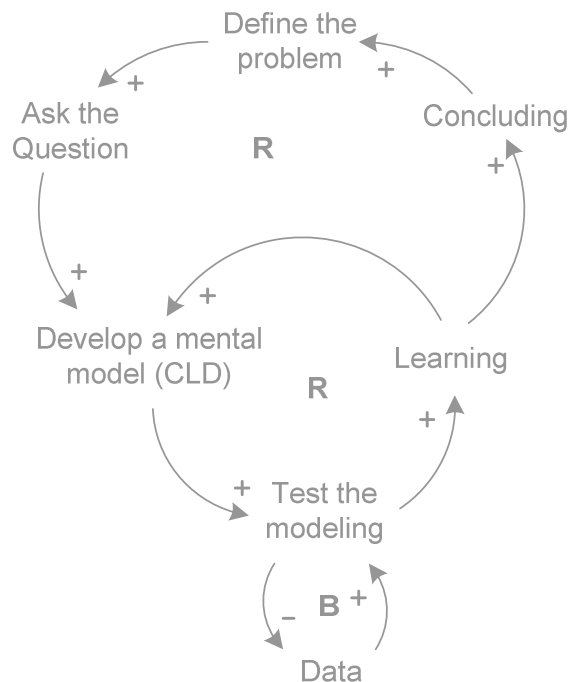 Define the
problem
+
+
Ask the
Question
Concluding
R
+
+
+
Develop a mental
model (CLD)
Learning
R
+
+
Test the
modeling
B
+
–
Data